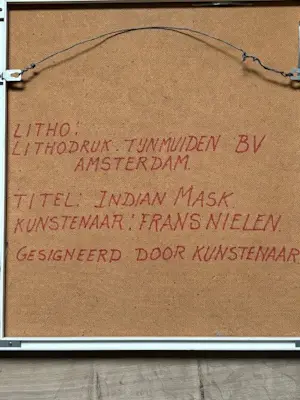 LITHO:
LITHODRUK. TIJNMUIDEN BV
AMSTERDAM.
TITEL: INDIAN MASK.
KUNSTENAAR: FRANS NIELEN.
GESIGNEERD DOOR KUNSTENAAR